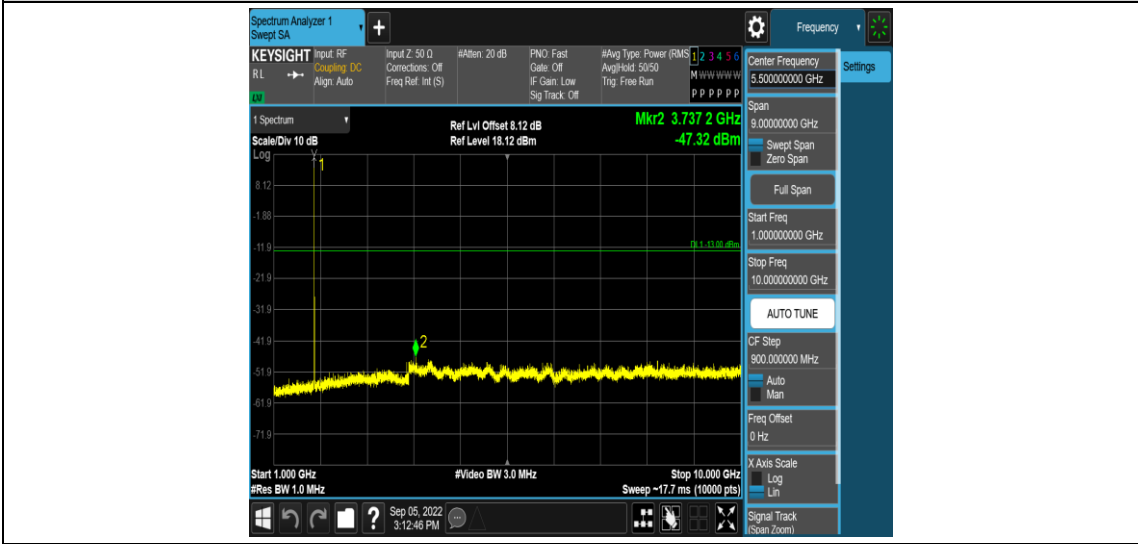 Spectrum Analyzer 1
Swept SA
+
Frequency
KEYSIGHT
RL
LXI
Input: RF
Coupling: DC
Align: Auto
Input Z: 50 Ω
Corrections: Off
Freq Ref: Int (S)
#Atten: 20 dB
PNO: Fast
Gate: Off
IF Gain: Low
Sig Track: Off
#Avg Type: Power (RMS
Avg|Hold: 50/50
Trig: Free Run
1 2 3 4 5 6
M W W W W W
P P P P P P
1 Spectrum
Scale/Div 10 dB
Log
Ref Lvl Offset 8.12 dB
Ref Level 18.12 dBm
Mkr2 3.737 2 GHz
-47.32 dBm
1
8.12
-1.88
-11.9
DL1 -13.00 dBm
-21.9
-31.9
-41.9
2
-51.9
-61.9
-71.9
Start 1.000 GHz
#Video BW 3.0 MHz
Stop 10.000 GHz
#Res BW 1.0 MHz
Sweep ~17.7 ms (10000 pts)
?
Sep 05, 2022
3:12:46 PM
Center Frequency
5.500000000 GHz
Settings
Span
9.00000000 GHz
Swept Span
Zero Span
Full Span
Start Freq
1.000000000 GHz
Stop Freq
10.000000000 GHz
AUTO TUNE
CF Step
900.000000 MHz
Auto
Man
Freq Offset
0 Hz
X Axis Scale
Log
Lin
Signal Track
(Span Zoom)